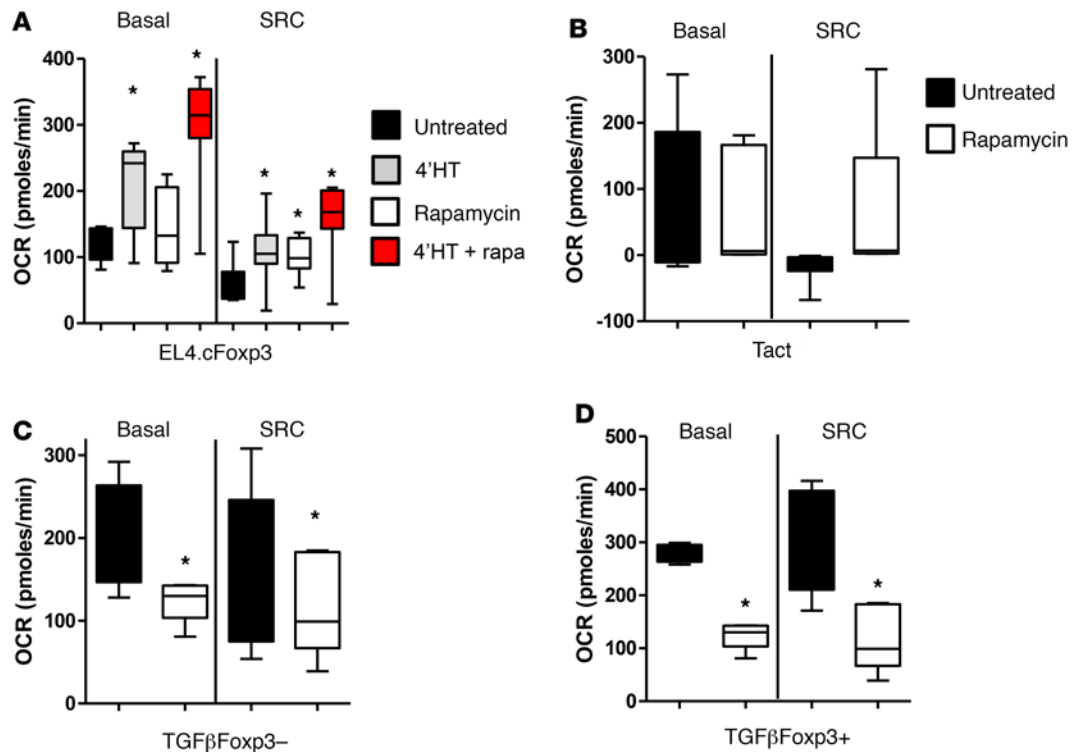 A
Basal
SRC
OCR (pmoles/min)
400
300
200
100
0
*
*
*
*
*
EL4.cFoxp3
Untreated
4'HT
Rapamycin
4'HT + rapa
B
Basal
SRC
OCR (pmoles/min)
300
200
100
0
-100
Tact
Untreated
Rapamycin
C
Basal
SRC
OCR (pmoles/min)
300
200
100
0
*
*
TGFβFoxp3–
D
Basal
SRC
OCR (pmoles/min)
500
400
300
200
100
0
*
*
TGFβFoxp3+